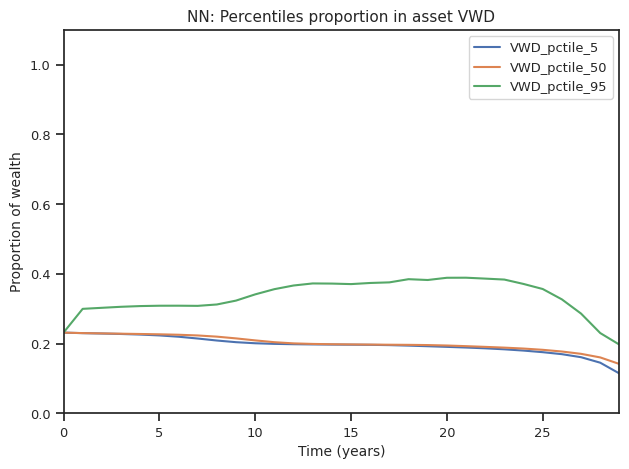 NN: Percentiles proportion in asset VWD
VWD_pctile_5
VWD_pctile_50
VWD_pctile_95
Proportion of wealth
1.0
0.8
0.6
0.4
0.2
0.0
0 5 10 15 20 25
Time (years)